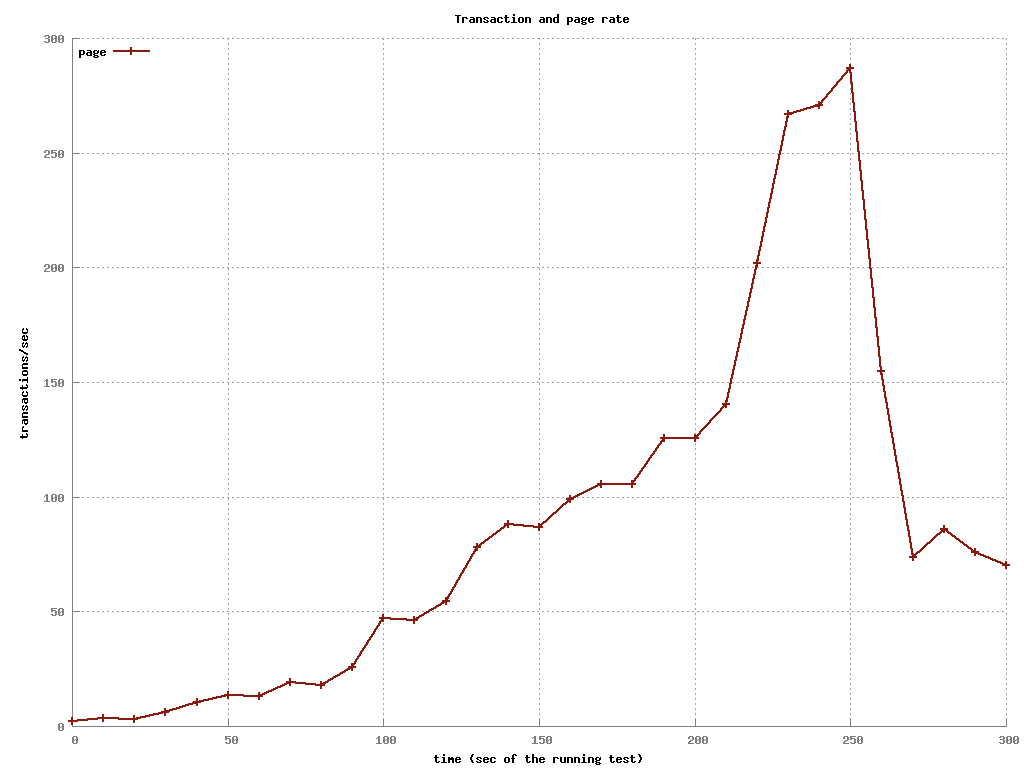 Transaction and page rate
300
page
250
200
transactions/sec
150
100
50
0
0 50 100 150 200 250 300
time (sec of the running test)